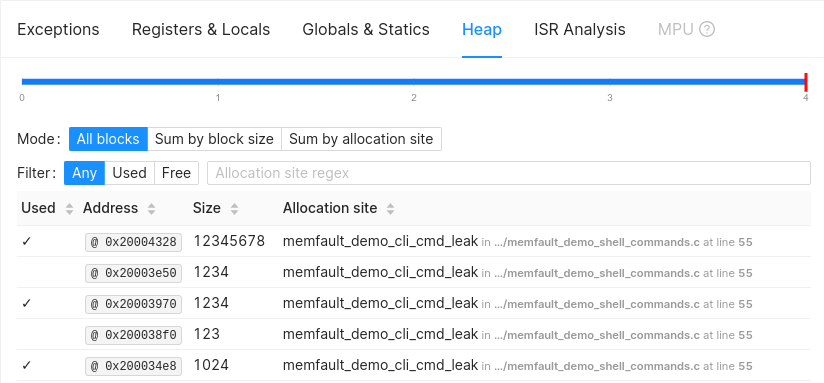 Exceptions Registers & Locals Globals & Statics Heap ISR Analysis MPU ?
0 1 2 3 4
Mode: All blocks Sum by block size Sum by allocation site
Filter: Any Used Free Allocation site regex
Used Address Size Allocation site
✓ @ 0x20004328 12345678 memfault_demo_cli_cmd_leak in .../memfault_demo_shell_commands.c at line 55
@ 0x20003e50 1234 memfault_demo_cli_cmd_leak in .../memfault_demo_shell_commands.c at line 55
✓ @ 0x20003970 1234 memfault_demo_cli_cmd_leak in .../memfault_demo_shell_commands.c at line 55
@ 0x200038f0 123 memfault_demo_cli_cmd_leak in .../memfault_demo_shell_commands.c at line 55
✓ @ 0x200034e8 1024 memfault_demo_cli_cmd_leak in .../memfault_demo_shell_commands.c at line 55